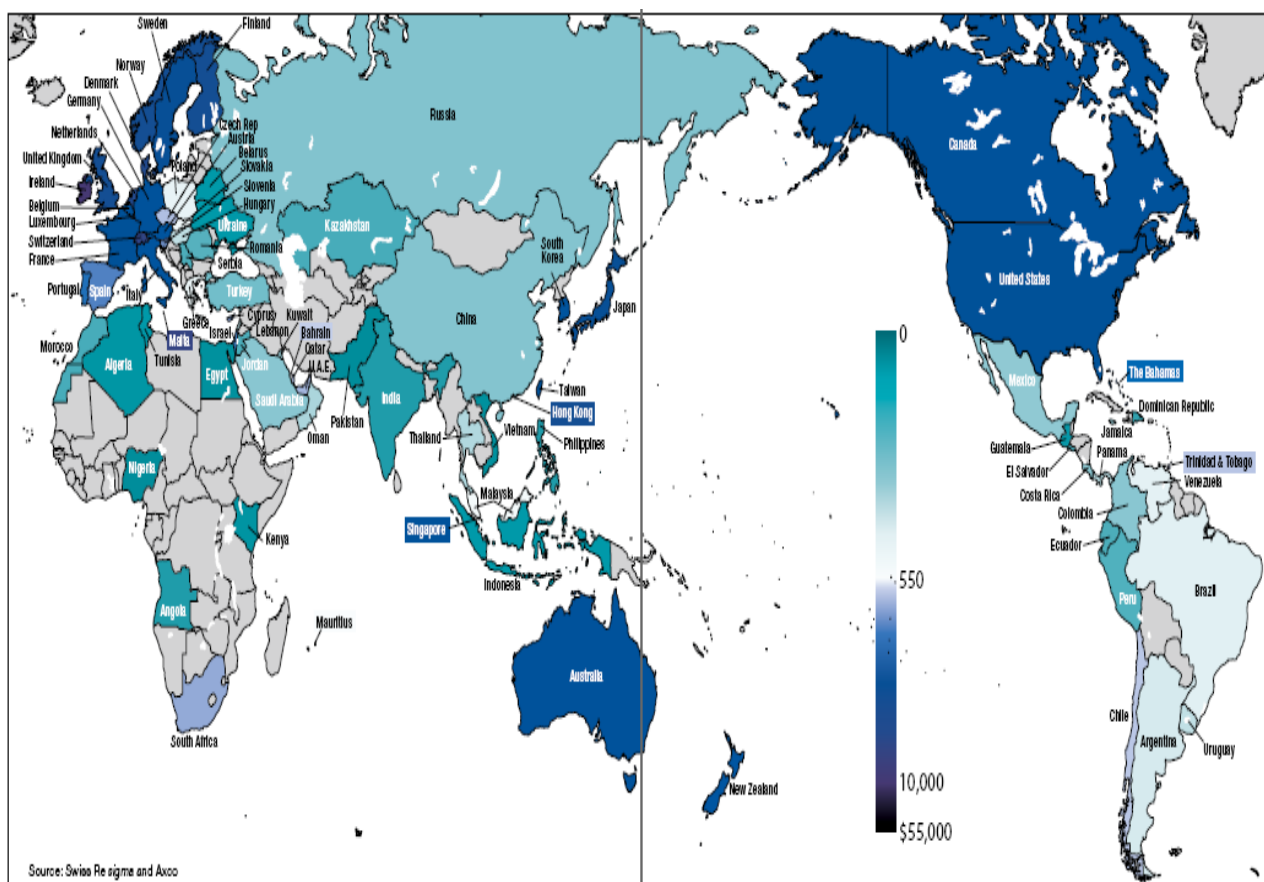 Sweden
Finland
Norway
Denmark
Germany
Netherlands
United Kingdom
Ireland
Belgium
Luxembourg
Switzerland
France
Portugal
Spain
Italy
Malta
Greece
Poland
Czech Rep
Austria
Belarus
Slovakia
Slovenia
Hungary
Ukraine
Romania
Serbia
Turkey
Russia
Kazakhstan
China
South
Korea
Japan
Taiwan
Hong Kong
Cyprus
Lebanon
Israel
Jordan
Kuwait
Bahrain
Qatar
U.A.E.
Saudi Arabia
Oman
Pakistan
India
Thailand
Vietnam
Philippines
Malaysia
Singapore
Indonesia
Morocco
Algeria
Tunisia
Egypt
Nigeria
Kenya
Angola
Mauritius
South Africa
Australia
New Zealand
Canada
United States
Mexico
The Bahamas
Dominican Republic
Jamaica
Guatemala
El Salvador
Panama
Costa Rica
Trinidad & Tobago
Venezuela
Colombia
Ecuador
Peru
Brazil
Chile
Argentina
Uruguay
0
550
10,000
$55,000
Source: Swiss Re sigma and Axco